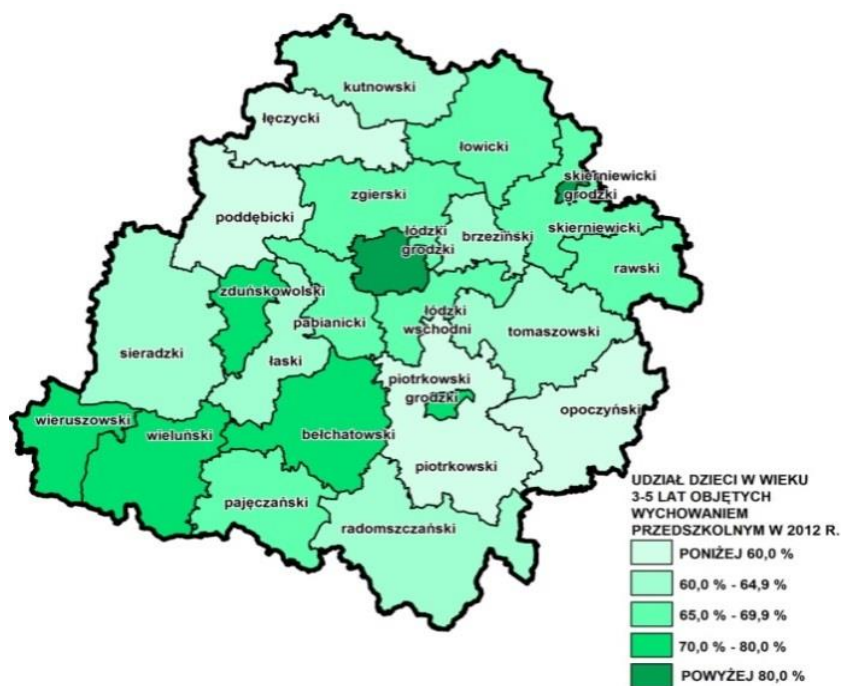 kutnowski
łęczycki
łowicki
skierniewicki
grodzki
zgierski
poddębicki
łódzki
grodzki
brzeziński
skierniewicki
rawski
zduńskowolski
pabianicki
łódzki
wschodni
tomaszowski
sieradzki
łaski
piotrkowski
grodzki
opoczyński
wieruszowski
wieluński
bełchatowski
piotrkowski
pajęczański
radomszczański
UDZIAŁ DZIECI W WIEKU
3-5 LAT OBJĘTYCH
WYCHOWANIEM
PRZEDSZKOLNYM W 2012 R.
PONIŻEJ 60,0 %
60,0 % - 64,9 %
65,0 % - 69,9 %
70,0 % - 80,0 %
POWYŻEJ 80,0 %